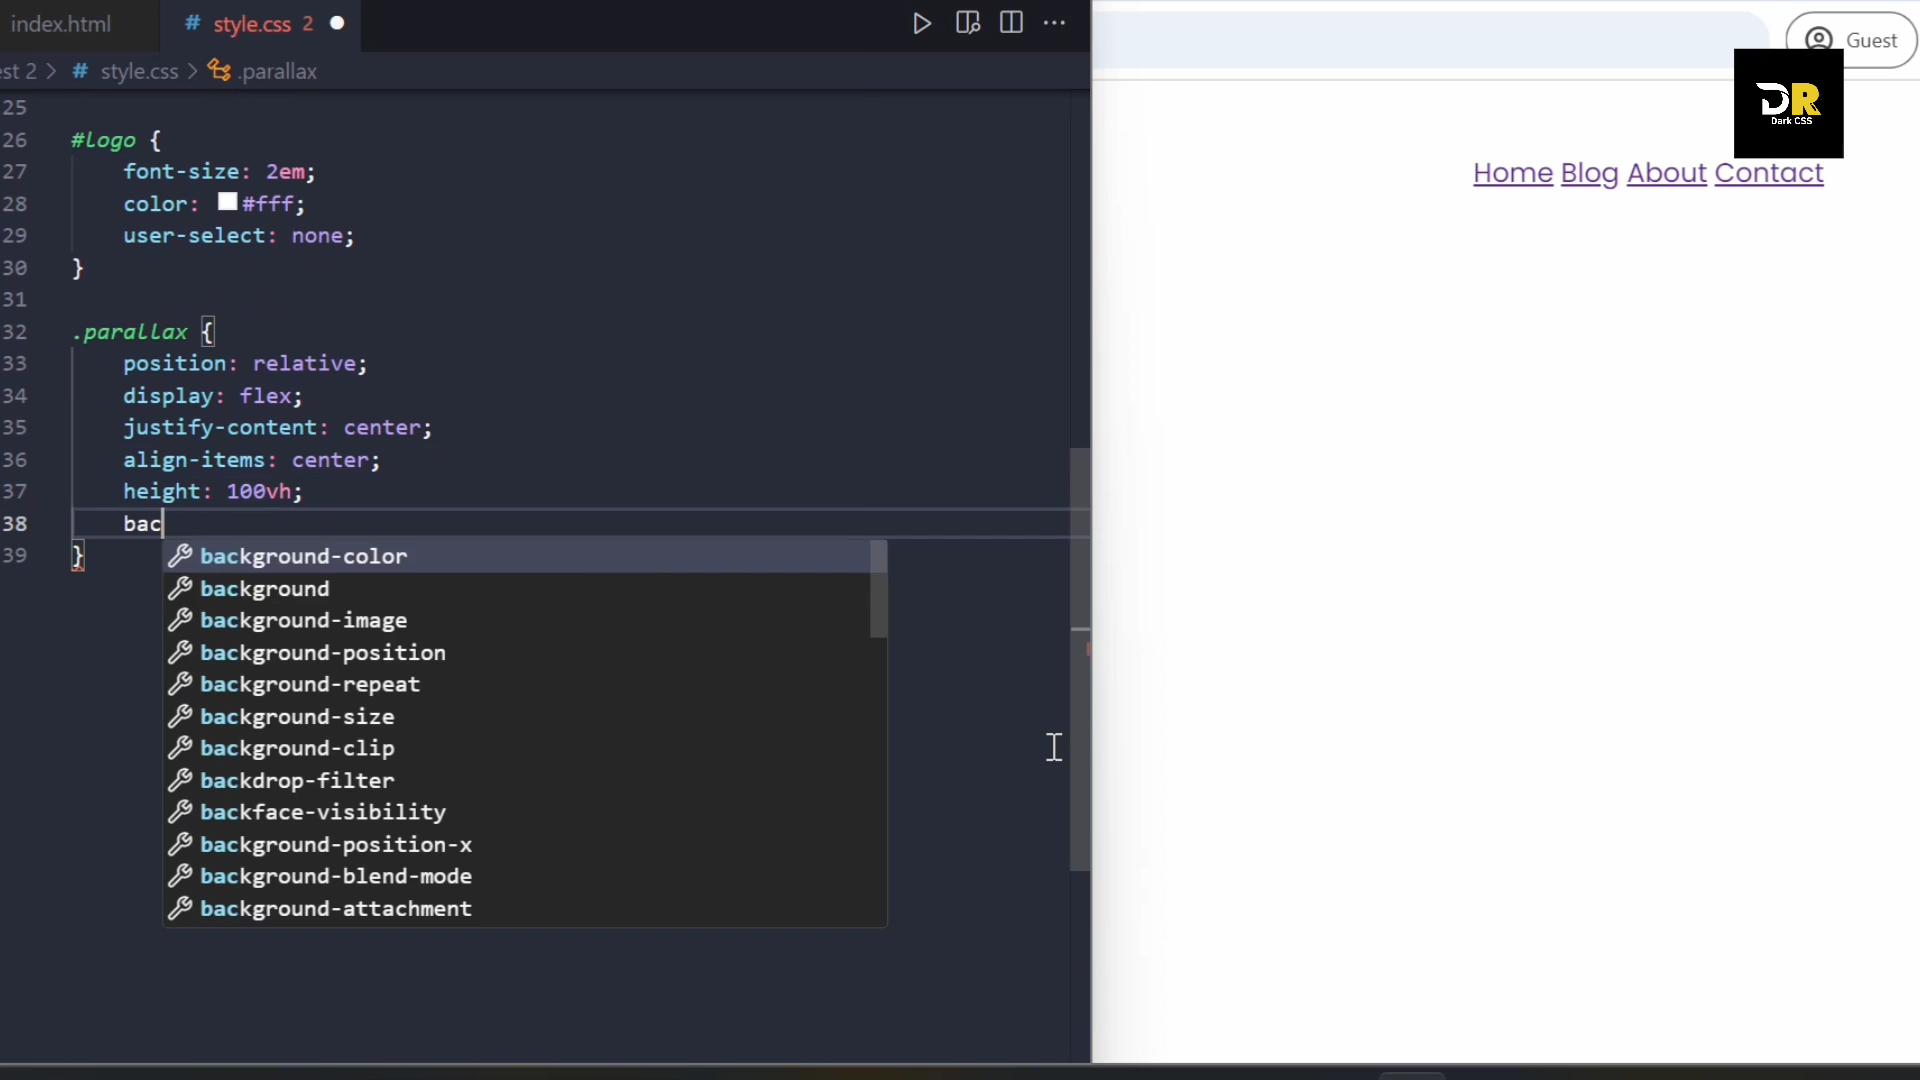 index.html
# style.css 2
est 2 > # style.css > .parallax
25
26 #logo {
27 font-size: 2em;
28 color: #fff;
29 user-select: none;
30 }
31
32 .parallax {
33 position: relative;
34 display: flex;
35 justify-content: center;
36 align-items: center;
37 height: 100vh;
38 bac
39 }
background-color
background
background-image
background-position
background-repeat
background-size
background-clip
backdrop-filter
backface-visibility
background-position-x
background-blend-mode
background-attachment
Guest
DR
Dark CSS
Home Blog About Contact